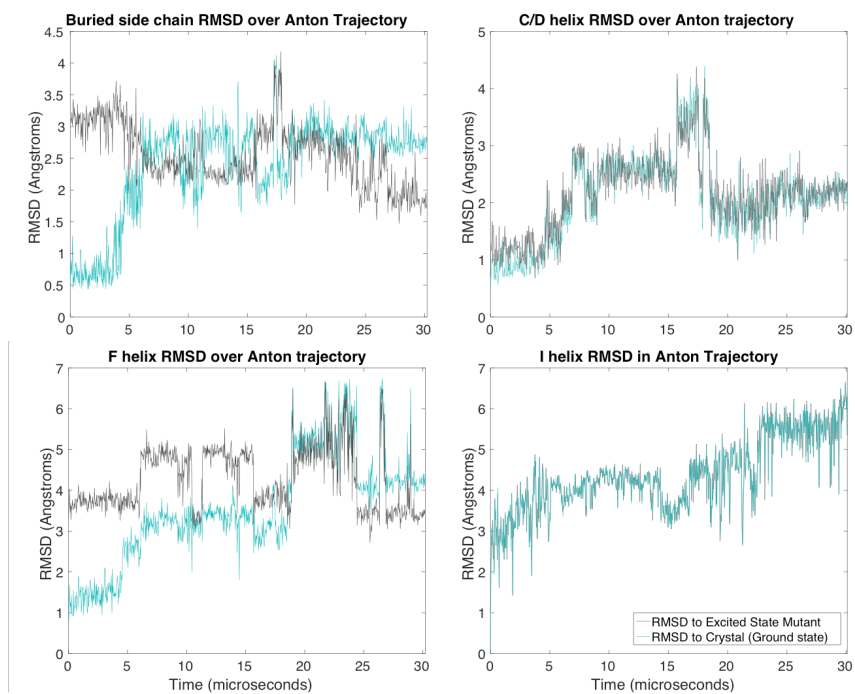 Buried side chain RMSD over Anton Trajectory
RMSD (Angstroms)
4.5
4
3.5
3
2.5
2
1.5
1
0.5
0
0 5 10 15 20 25 30
C/D helix RMSD over Anton trajectory
RMSD (Angstroms)
5
4
3
2
1
0
0 5 10 15 20 25 30
F helix RMSD over Anton trajectory
RMSD (Angstroms)
7
6
5
4
3
2
1
0
0 5 10 15 20 25 30
Time (microseconds)
I helix RMSD in Anton Trajectory
RMSD (Angstroms)
7
6
5
4
3
2
1
0
RMSD to Excited State Mutant
RMSD to Crystal (Ground state)
0 5 10 15 20 25 30
Time (microseconds)